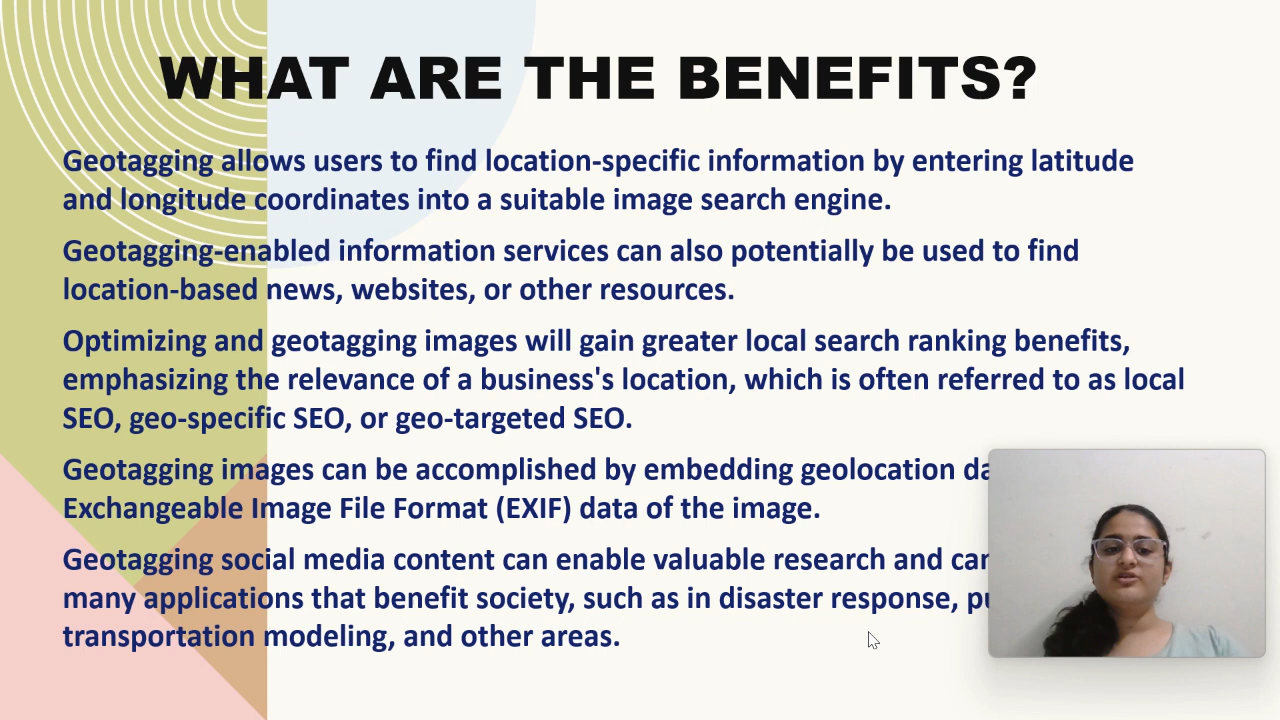 WHAT ARE THE BENEFITS?
Geotagging allows users to find location-specific information by entering latitude
and longitude coordinates into a suitable image search engine.
Geotagging-enabled information services can also potentially be used to find
location-based news, websites, or other resources.
Optimizing and geotagging images will gain greater local search ranking benefits,
emphasizing the relevance of a business's location, which is often referred to as local
SEO, geo-specific SEO, or geo-targeted SEO.
Geotagging images can be accomplished by embedding geolocation
Exchangeable Image File Format (EXIF) data of the image.
Geotagging social media content can enable valuable research and
many applications that benefit society, such as in disaster response,
transportation modeling, and other areas.